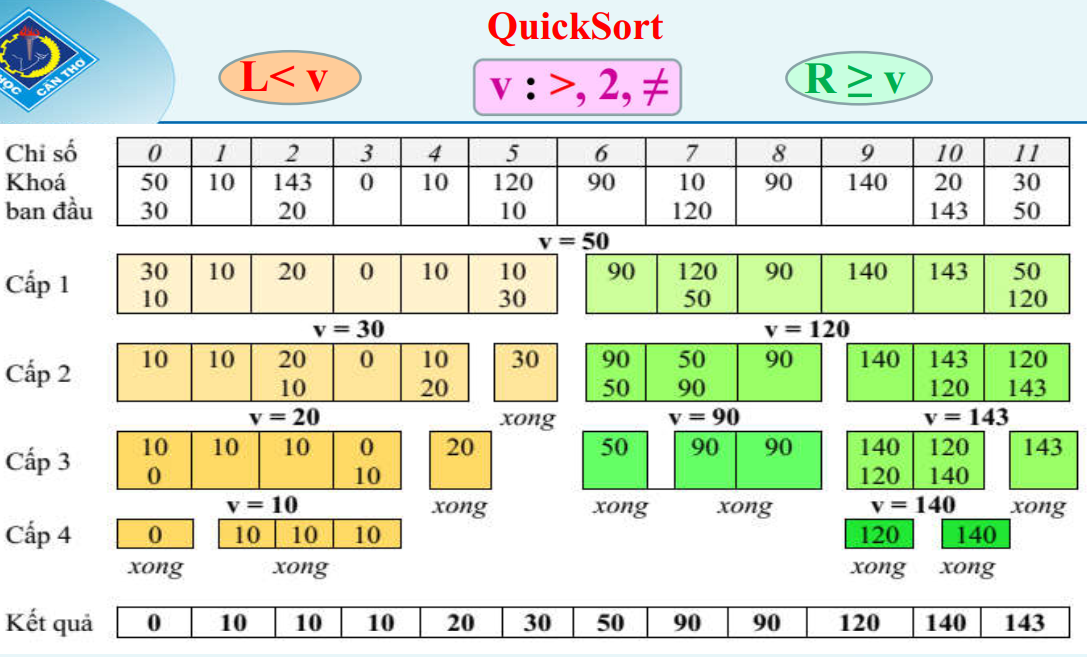 QuickSort
L< v
v : >, 2, ≠
R ≥ v
ỌC CẦN THƠ
Chỉ số 0 1 2 3 4 5 6 7 8 9 10 11
Khoá 50 10 143 0 10 120 90 10 90 140 20 30
ban đầu 30 20 10 120 143 50
v = 50
30 10 20 0 10 10 90 120 90 140 143 50
Cấp 1
10 30 50 120
v = 30 v = 120
10 10 20 0 10 30 90 50 90 140 143 120
Cấp 2
10 20 50 90 120 143
v = 20 xong v = 90 v = 143
10 10 10 0 20 50 90 90 140 120 143
Cấp 3
0 10 120 140
v = 10 xong xong xong v = 140 xong
Cấp 4 0 10 10 10 120 140
xong xong xong xong
Kết quả 0 10 10 10 20 30 50 90 90 120 140 143